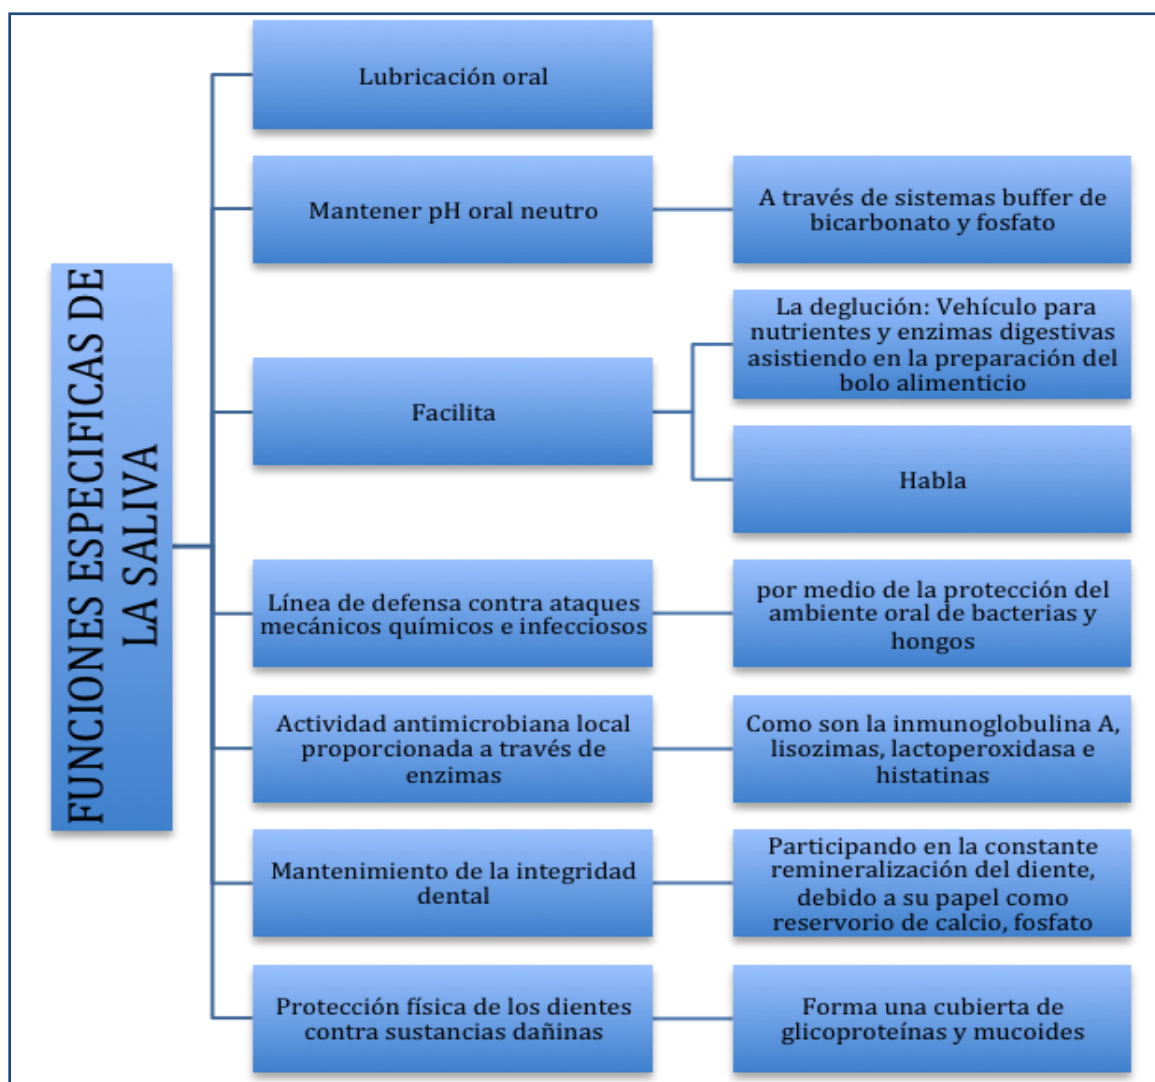 FUNCIONES ESPECIFICAS DE
LA SALIVA
Lubricación oral
Mantener pH oral neutro
A través de sistemas buffer de
bicarbonato y fosfato
Facilita
La deglución: Vehículo para
nutrientes y enzimas digestivas
asistiendo en la preparación del
bolo alimenticio
Habla
Línea de defensa contra ataques
mecánicos químicos e infecciosos
por medio de la protección del
ambiente oral de bacterias y
hongos
Actividad antimicrobiana local
proporcionada a través de
enzimas
Como son la inmunoglobulina A,
lisozimas, lactoperoxidasa e
histatinas
Mantenimiento de la integridad
dental
Participando en la constante
remineralización del diente,
debido a su papel como
reservorio de calcio, fosfato
Protección física de los dientes
contra sustancias dañinas
Forma una cubierta de
glicoproteínas y mucoides